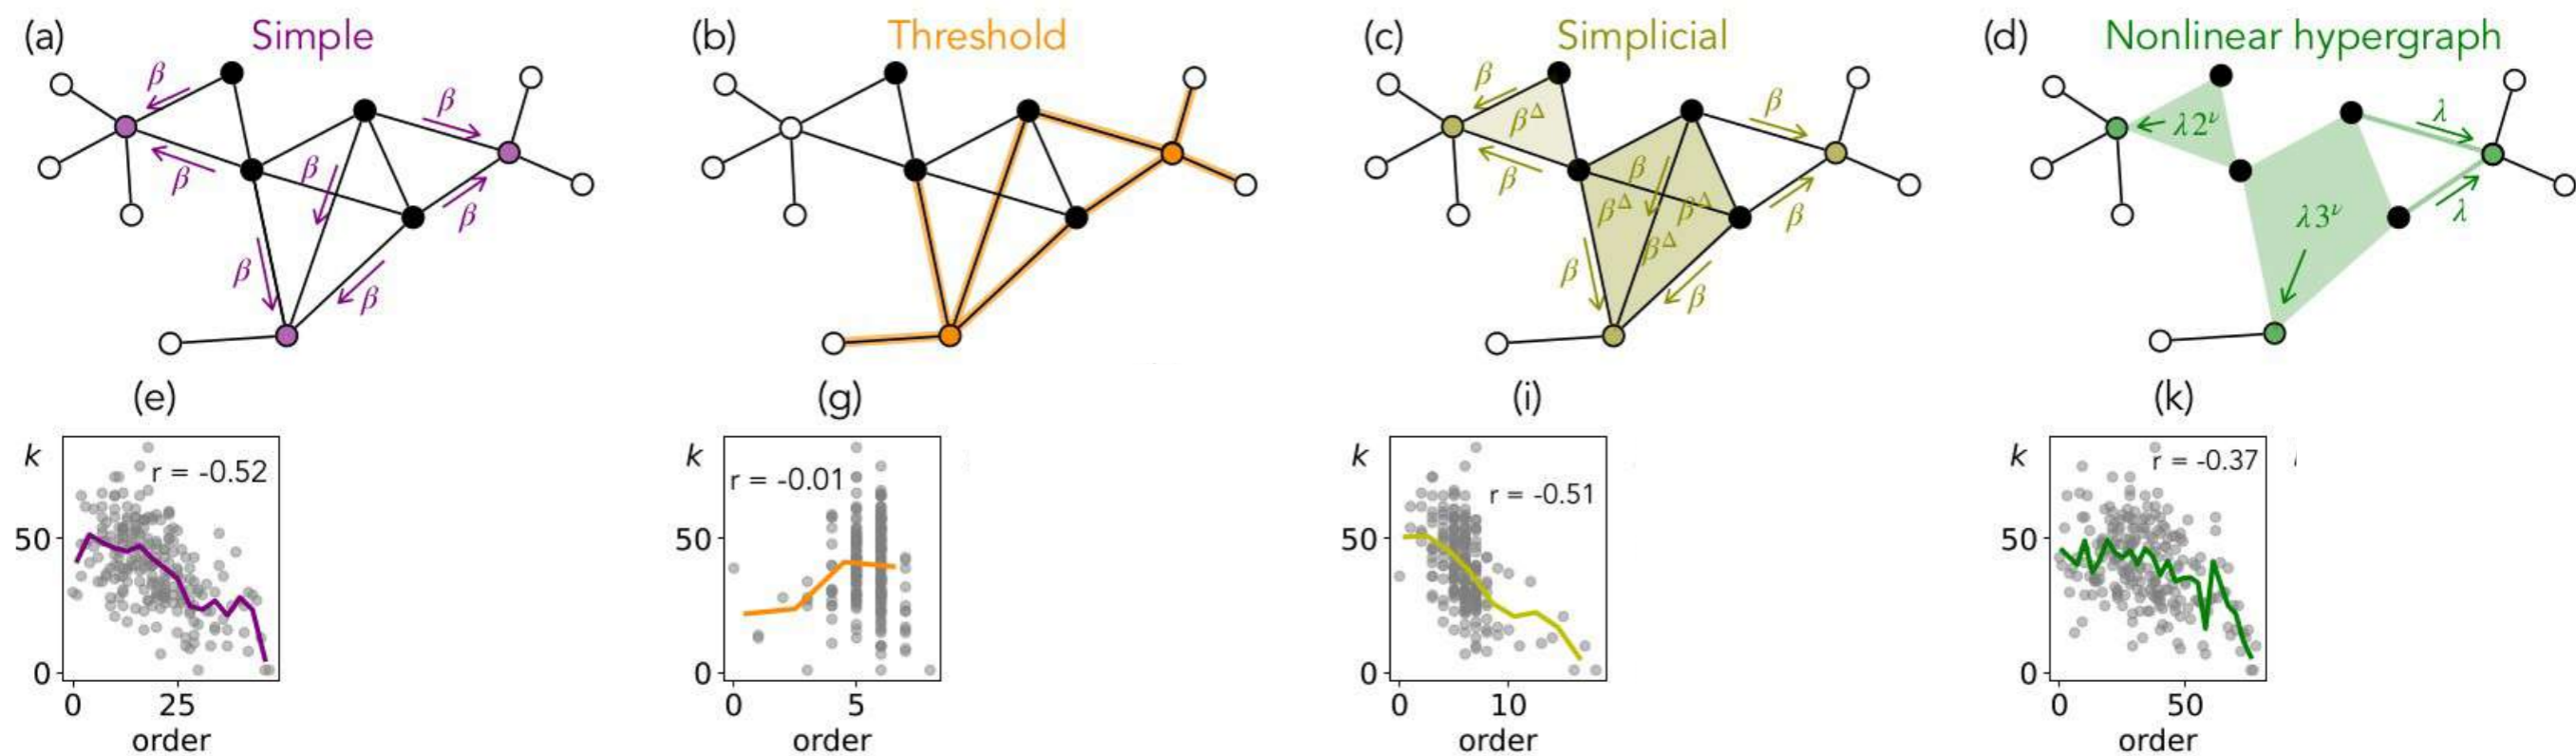 (a) Simple
β
β
β
β
β
β
β
(b) Threshold
(c) Simplicial
β
β^Δ
β
β
β
β^Δ
β^Δ
β^Δ
β
β
β
(d) Nonlinear hypergraph
λ2^ν
λ
λ3^ν
λ
(e)
k
r = -0.52
50
0
0 25
order
(g)
k
r = -0.01
50
0
0 5
order
(i)
k
r = -0.51
50
0
0 10
order
(k)
k
r = -0.37
50
0
0 50
order